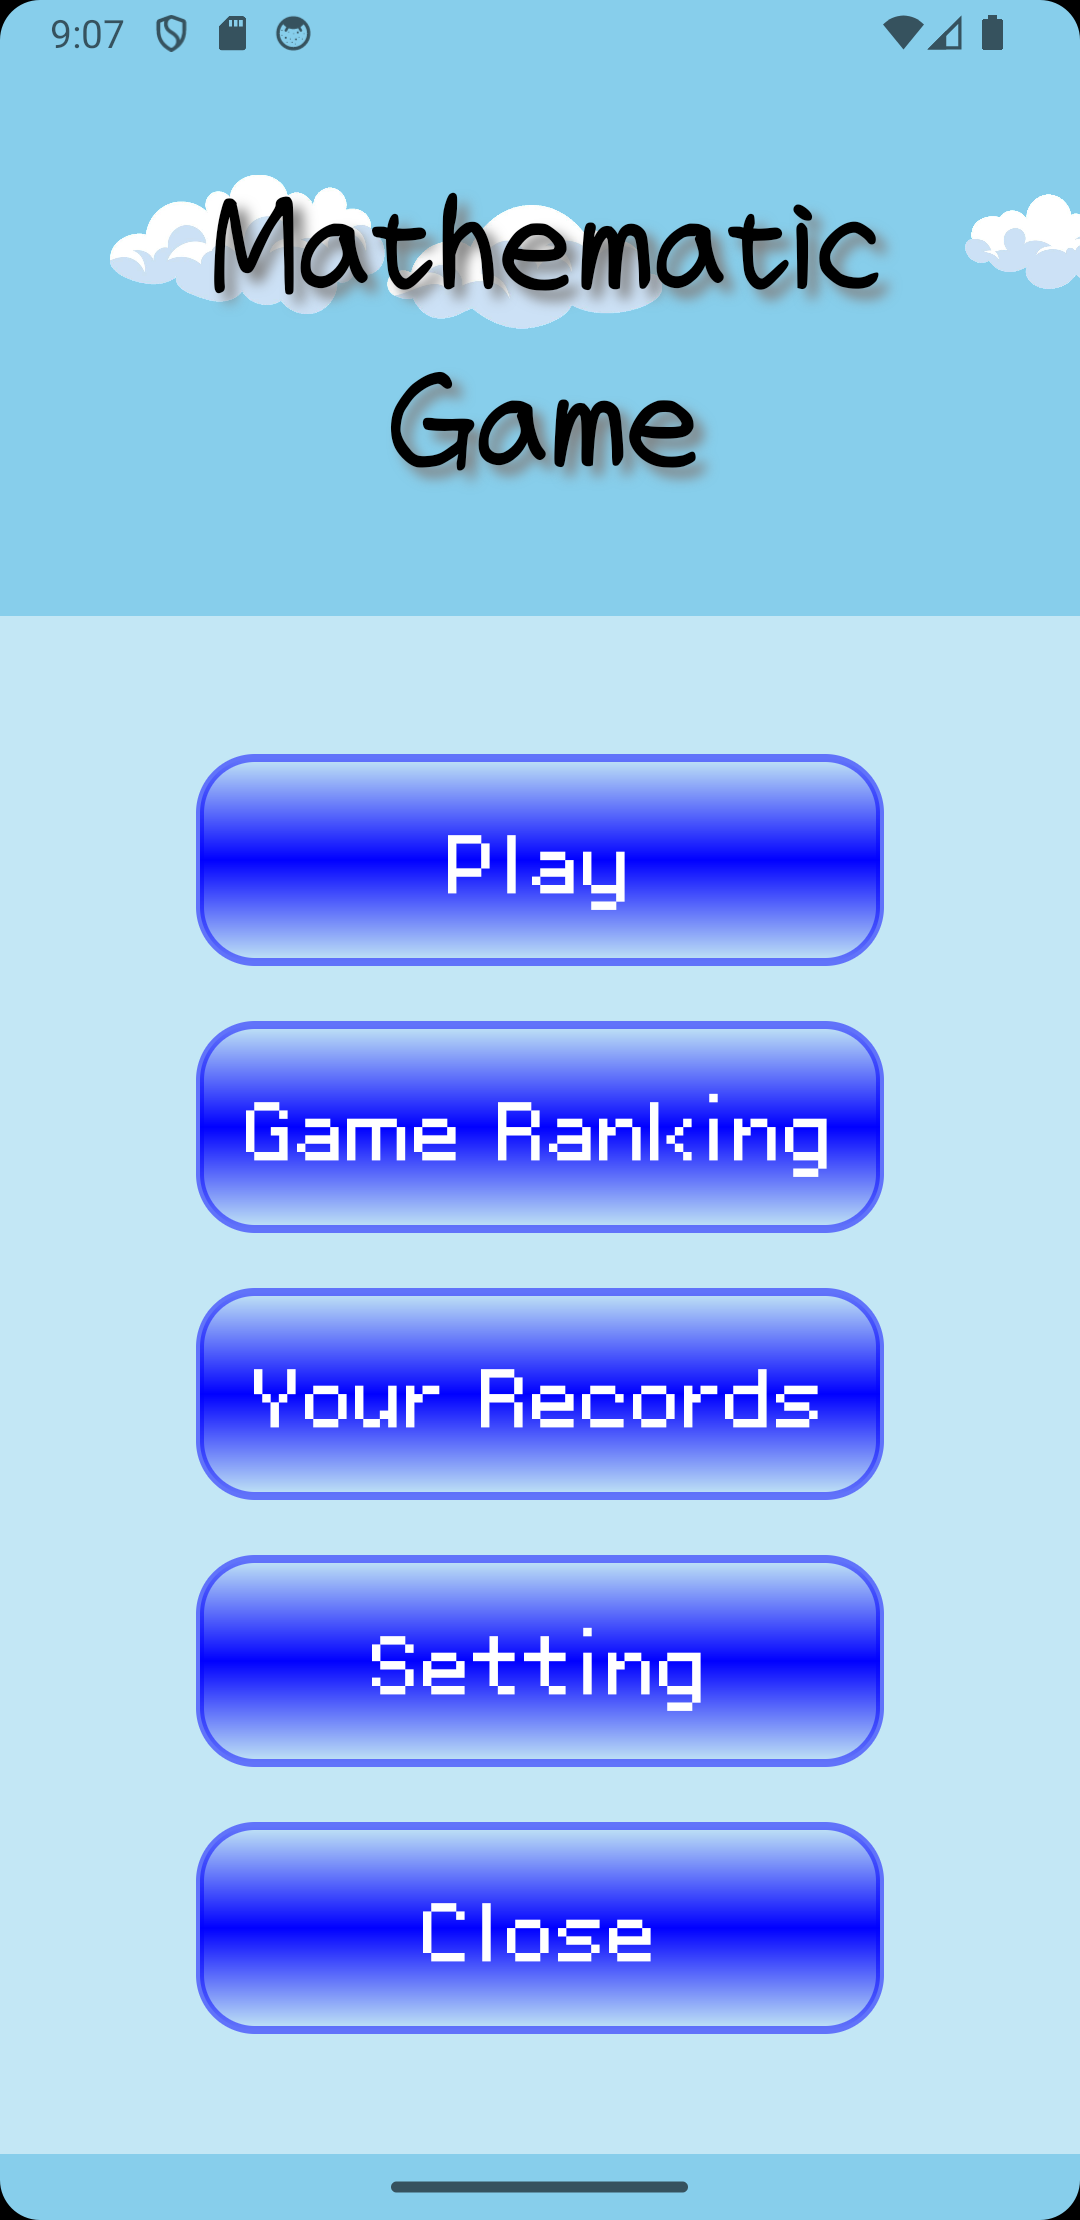 9:07
Mathematic
Game
Play
Game Ranking
Your Records
Setting
Close